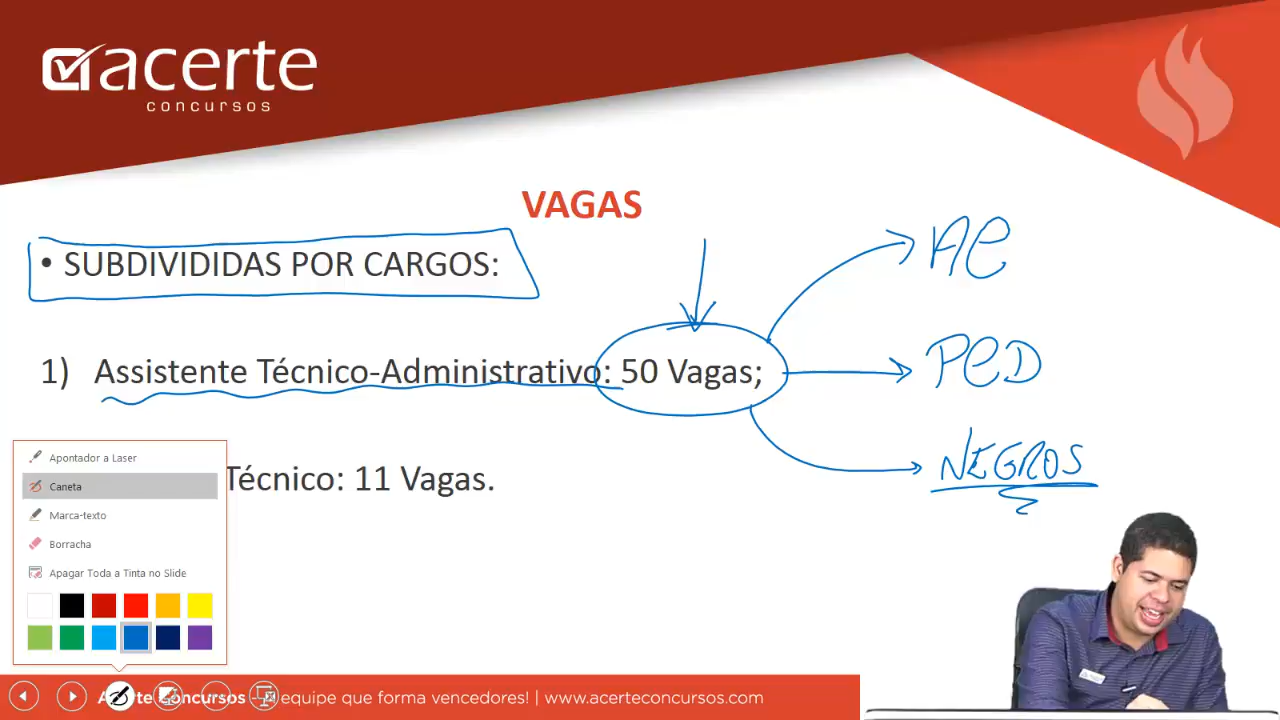 acerte
concursos
VAGAS
• SUBDIVIDIDAS POR CARGOS:
AC
1) Assistente Técnico-Administrativo: 50 Vagas;
PCD
Apontador a Laser
Caneta
Técnico: 11 Vagas.
NEGROS
Marca-texto
Borracha
Apagar Toda a Tinta no Slide
Concursos equipe que forma vencedores! | www.acerteconcursos.com